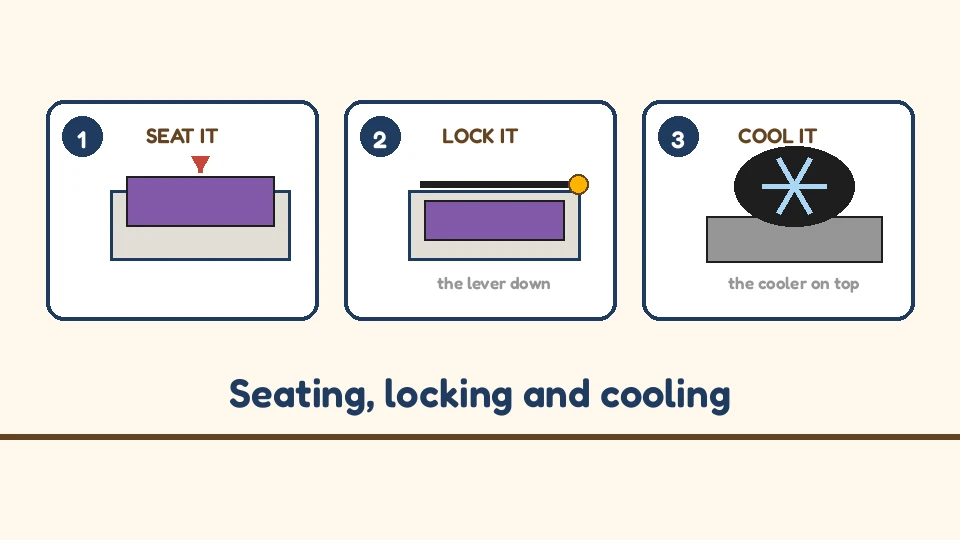 1 SEAT IT
2 LOCK IT
the lever down
3 COOL IT
the cooler on top
Seating, locking and cooling